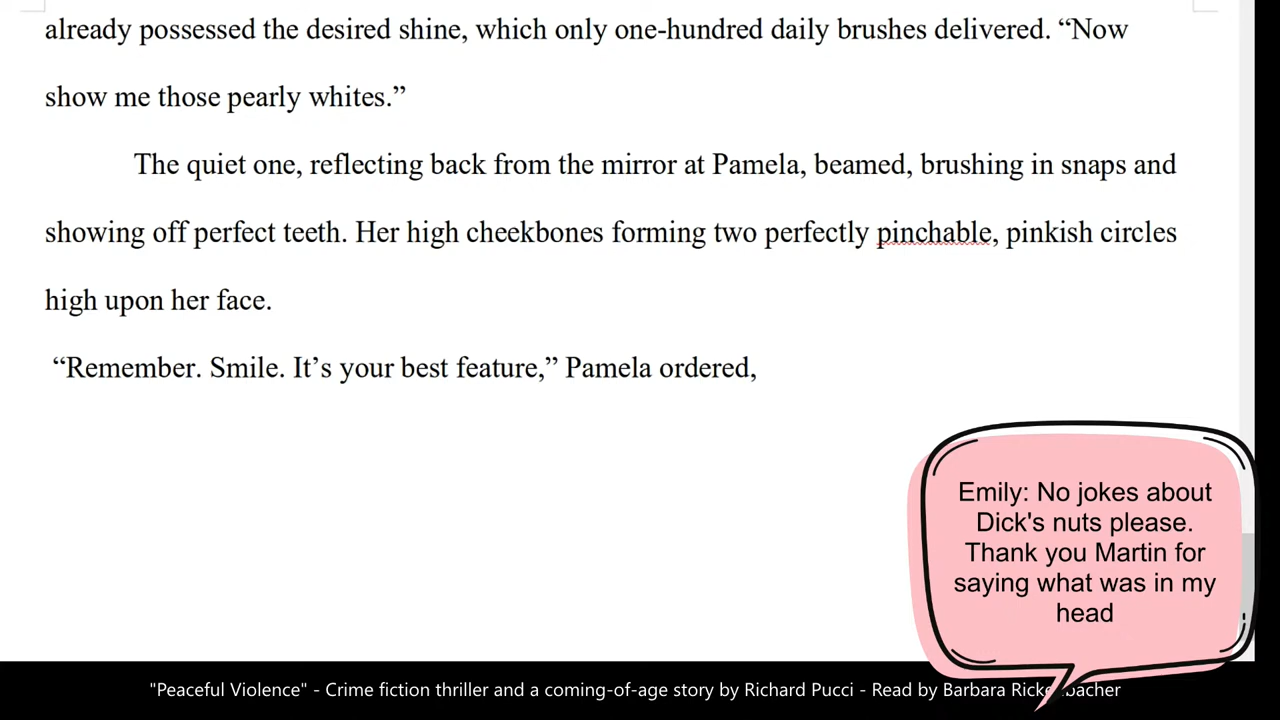 already possessed the desired shine, which only one-hundred daily brushes delivered. “Now
show me those pearly whites.”
The quiet one, reflecting back from the mirror at Pamela, beamed, brushing in snaps and
showing off perfect teeth. Her high cheekbones forming two perfectly pinchable, pinkish circles
high upon her face.
“Remember. Smile. It’s your best feature,” Pamela ordered,
Emily: No jokes about
Dick's nuts please.
Thank you Martin for
saying what was in my
head
"Peaceful Violence" - Crime fiction thriller and a coming-of-age story by Richard Pucci - Read by Barbara Rickenbacher